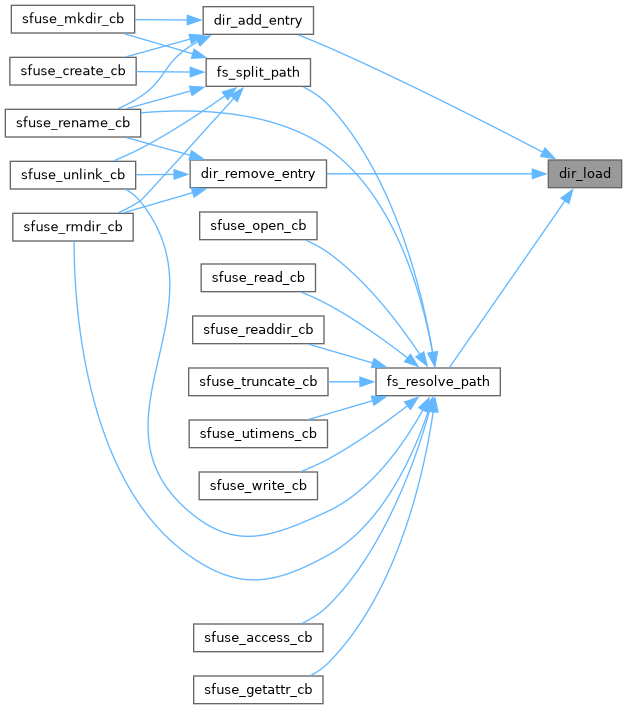 sfuse_mkdir_cb
dir_add_entry
sfuse_create_cb
fs_split_path
sfuse_rename_cb
sfuse_unlink_cb
dir_remove_entry
dir_load
sfuse_rmdir_cb
sfuse_open_cb
sfuse_read_cb
sfuse_readdir_cb
sfuse_truncate_cb
fs_resolve_path
sfuse_utimens_cb
sfuse_write_cb
sfuse_access_cb
sfuse_getattr_cb